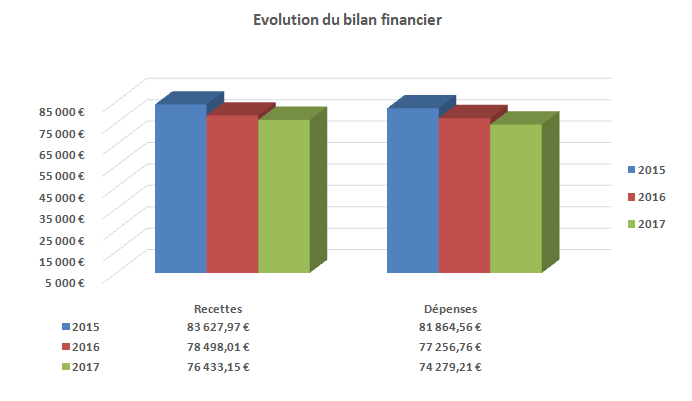 Evolution du bilan financier
85 000 €
75 000 €
65 000 €
55 000 €
45 000 €
35 000 €
25 000 €
15 000 €
5 000 €
2015
2016
2017
Recettes Dépenses
2015 83 627,97 € 81 864,56 €
2016 78 498,01 € 77 256,76 €
2017 76 433,15 € 74 279,21 €